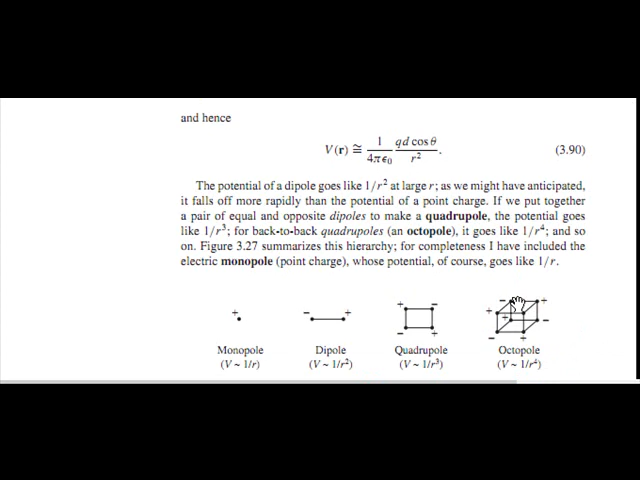 and hence
V(r) ≅ 1/4πϵ₀ qd cos θ/r² . (3.90)
The potential of a dipole goes like 1/r² at large r; as we might have anticipated,
it falls off more rapidly than the potential of a point charge. If we put together
a pair of equal and opposite dipoles to make a quadrupole, the potential goes
like 1/r³; for back-to-back quadrupoles (an octopole), it goes like 1/r⁴; and so
on. Figure 3.27 summarizes this hierarchy; for completeness I have included the
electric monopole (point charge), whose potential, of course, goes like 1/r.
+ − + + − − + − + + + − − +
Monopole Dipole Quadrupole Octopole
(V ~ 1/r) (V ~ 1/r²) (V ~ 1/r³) (V ~ 1/r⁴)